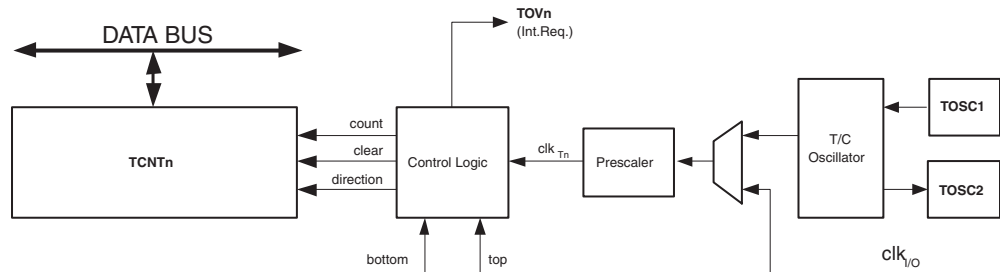 DATA BUS
TOVn
(Int.Req.)
TCNTn
count
clear
direction
Control Logic
clk Tn
Prescaler
T/C
Oscillator
TOSC1
TOSC2
bottom
top
clk I/O